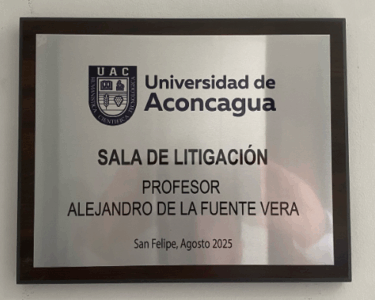 UAC
Universidad de
Aconcagua
SALA DE LITIGACIÓN
PROFESOR
ALEJANDRO DE LA FUENTE VERA
San Felipe, Agosto 2025